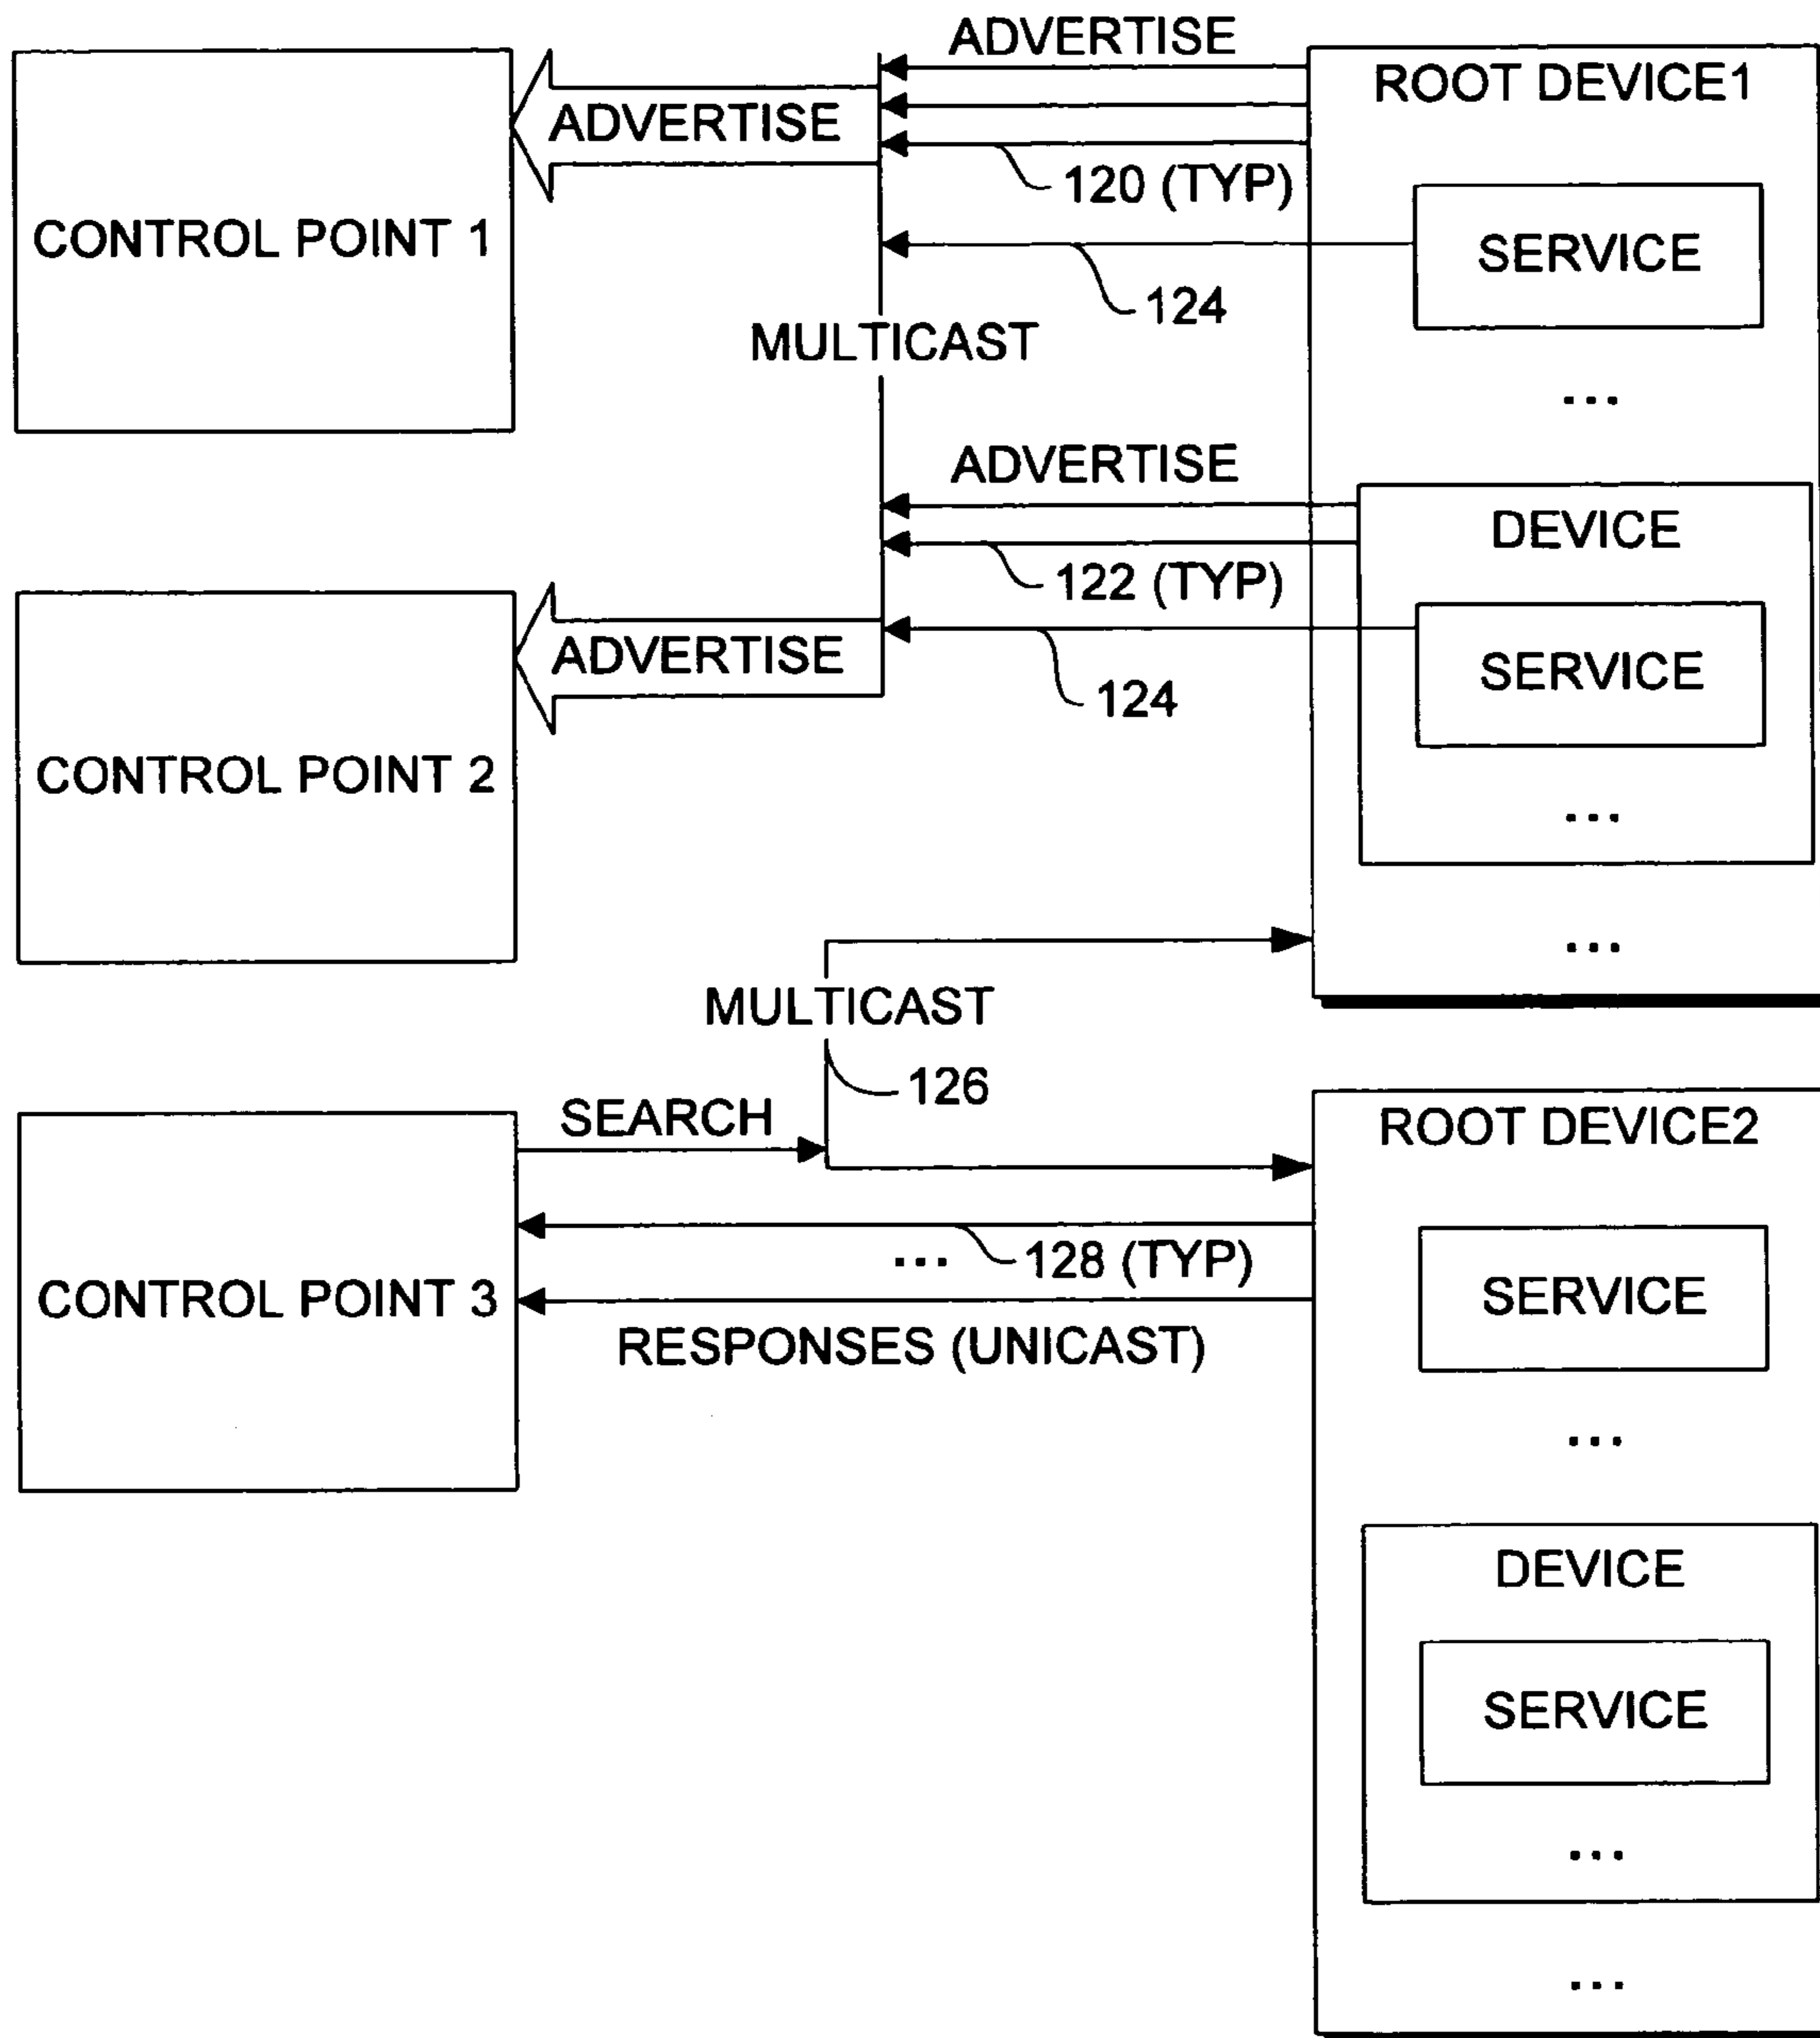 ADVERTISE
ROOT DEVICE1
ADVERTISE
120 (TYP)
CONTROL POINT 1
SERVICE
124
MULTICAST
...
ADVERTISE
DEVICE
122 (TYP)
ADVERTISE
SERVICE
124
CONTROL POINT 2
...
...
MULTICAST
126
SEARCH
ROOT DEVICE2
... 128 (TYP)
CONTROL POINT 3
SERVICE
RESPONSES (UNICAST)
...
DEVICE
SERVICE
...
...